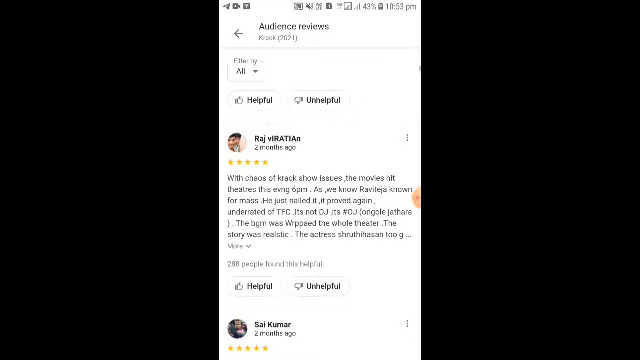 43% 10:53 pm
Audience reviews
Krack (2021)
Filter by
All
Helpful Unhelpful
Raj vIRATIAn
2 months ago
With chaos of krack show issues ,the movies hit
theatres this evng 6pm . As ,we know Raviteja known
for mass .He just nailed it ,it proved again ,
underrated of TFC .its not DJ .its #OJ (ongole jathara
) . The bgm was Wrppaed the whole theater .The
story was realstic . The actress shruthihasan too g ...
More
288 people found this helpful
Helpful Unhelpful
Sai Kumar
2 months ago